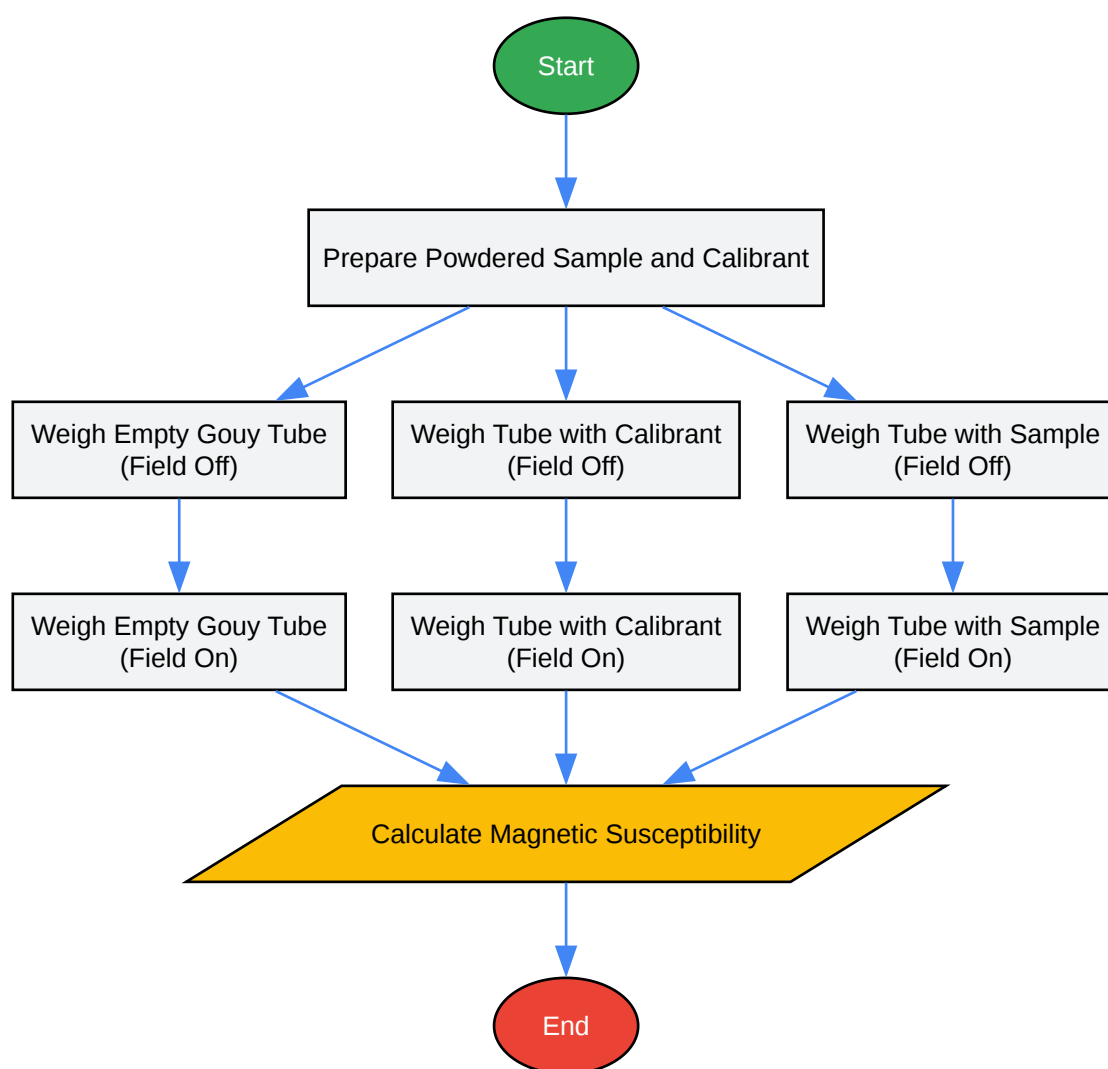 Start
Prepare Powdered Sample and Calibrant
Weigh Empty Gouy Tube
(Field Off)
Weigh Tube with Calibrant
(Field Off)
Weigh Tube with Sample
(Field Off)
Weigh Empty Gouy Tube
(Field On)
Weigh Tube with Calibrant
(Field On)
Weigh Tube with Sample
(Field On)
Calculate Magnetic Susceptibility
End